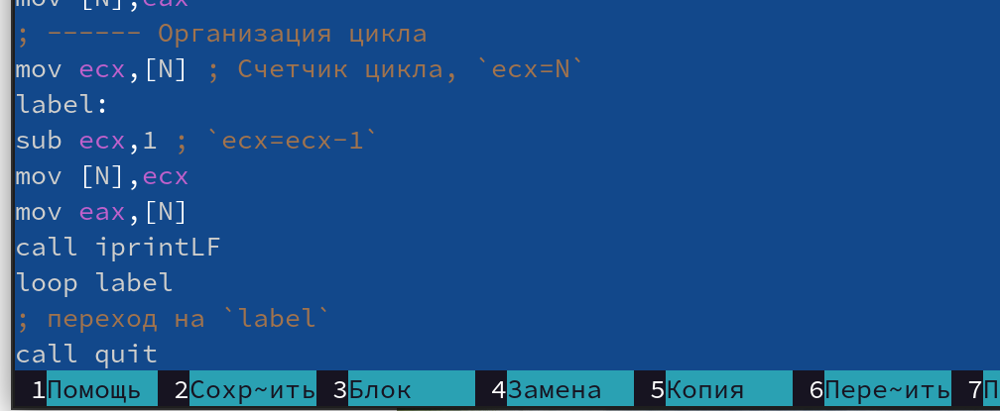 mov [N],eax
; ------ Организация цикла
mov ecx,[N] ; Счетчик цикла, `ecx=N`
label:
sub ecx,1 ; `ecx=ecx-1`
mov [N],ecx
mov eax,[N]
call iprintLF
loop label
; переход на `label`
call quit
1Помощь 2Сохр~ить 3Блок 4Замена 5Копия 6Пере~ить 7П